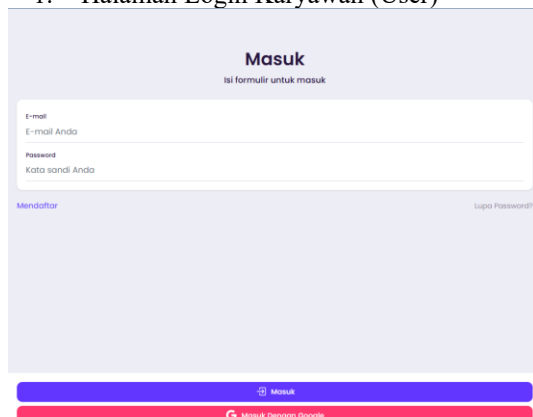 1. Halaman Login Karyawan (User)
Masuk
Isi formulir untuk masuk
E-mail
E-mail Anda
Password
Kata sandi Anda
Mendaftar Lupa Password?
Masuk
Masuk Dengan Google